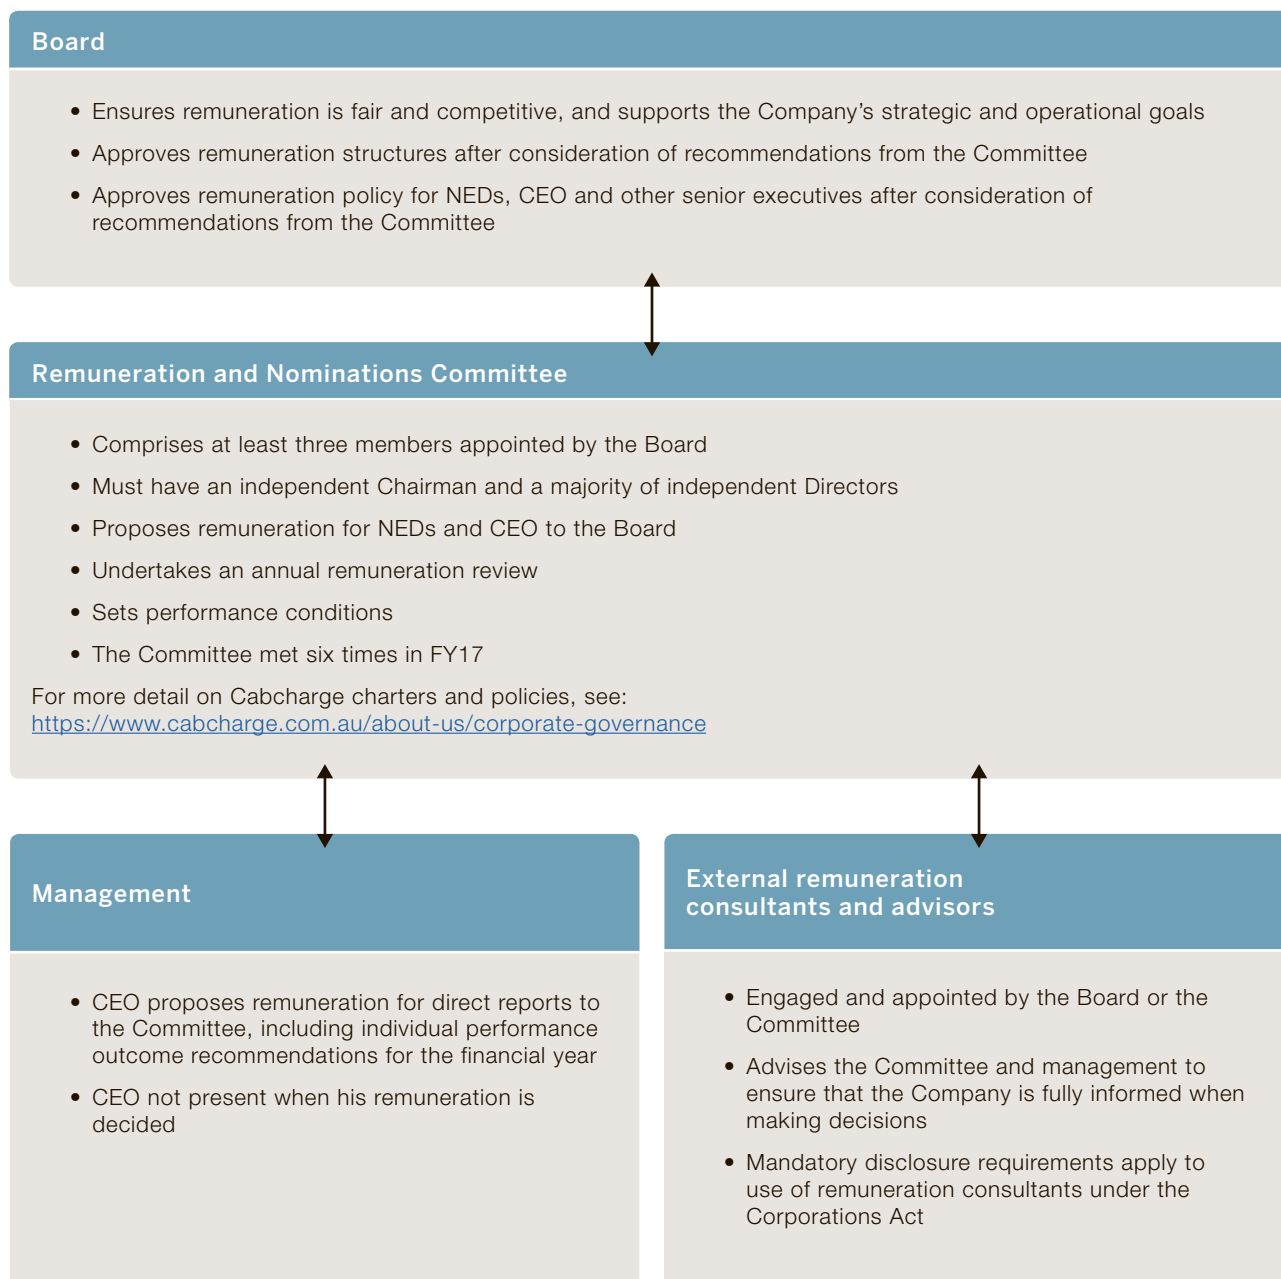 Board
• Ensures remuneration is fair and competitive, and supports the Company's strategic and operational goals
• Approves remuneration structures after consideration of recommendations from the Committee
• Approves remuneration policy for NEDs, CEO and other senior executives after consideration of
recommendations from the Committee
Remuneration and Nominations Committee
• Comprises at least three members appointed by the Board
• Must have an independent Chairman and a majority of independent Directors
• Proposes remuneration for NEDs and CEO to the Board
• Undertakes an annual remuneration review
• Sets performance conditions
• The Committee met six times in FY17
For more detail on Cabcharge charters and policies, see:
https://www.cabcharge.com.au/about-us/corporate-governance
Management
• CEO proposes remuneration for direct reports to
the Committee, including individual performance
outcome recommendations for the financial year
• CEO not present when his remuneration is
decided
External remuneration
consultants and advisors
• Engaged and appointed by the Board or the
Committee
• Advises the Committee and management to
ensure that the Company is fully informed when
making decisions
• Mandatory disclosure requirements apply to
use of remuneration consultants under the
Corporations Act